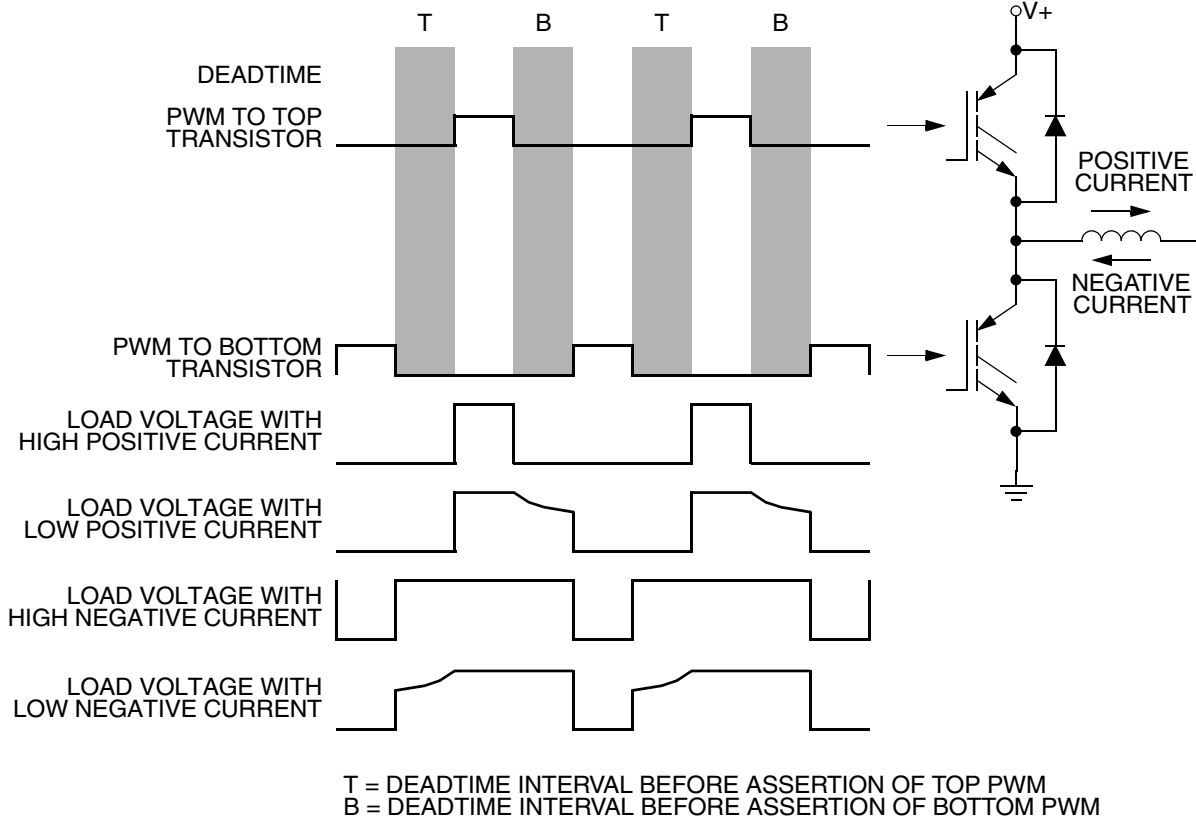 T
B
T
B
V+
DEADTIME
PWM TO TOP
TRANSISTOR
POSITIVE
CURRENT
NEGATIVE
CURRENT
PWM TO BOTTOM
TRANSISTOR
LOAD VOLTAGE WITH
HIGH POSITIVE CURRENT
LOAD VOLTAGE WITH
LOW POSITIVE CURRENT
LOAD VOLTAGE WITH
HIGH NEGATIVE CURRENT
LOAD VOLTAGE WITH
LOW NEGATIVE CURRENT
T = DEADTIME INTERVAL BEFORE ASSERTION OF TOP PWM
B = DEADTIME INTERVAL BEFORE ASSERTION OF BOTTOM PWM